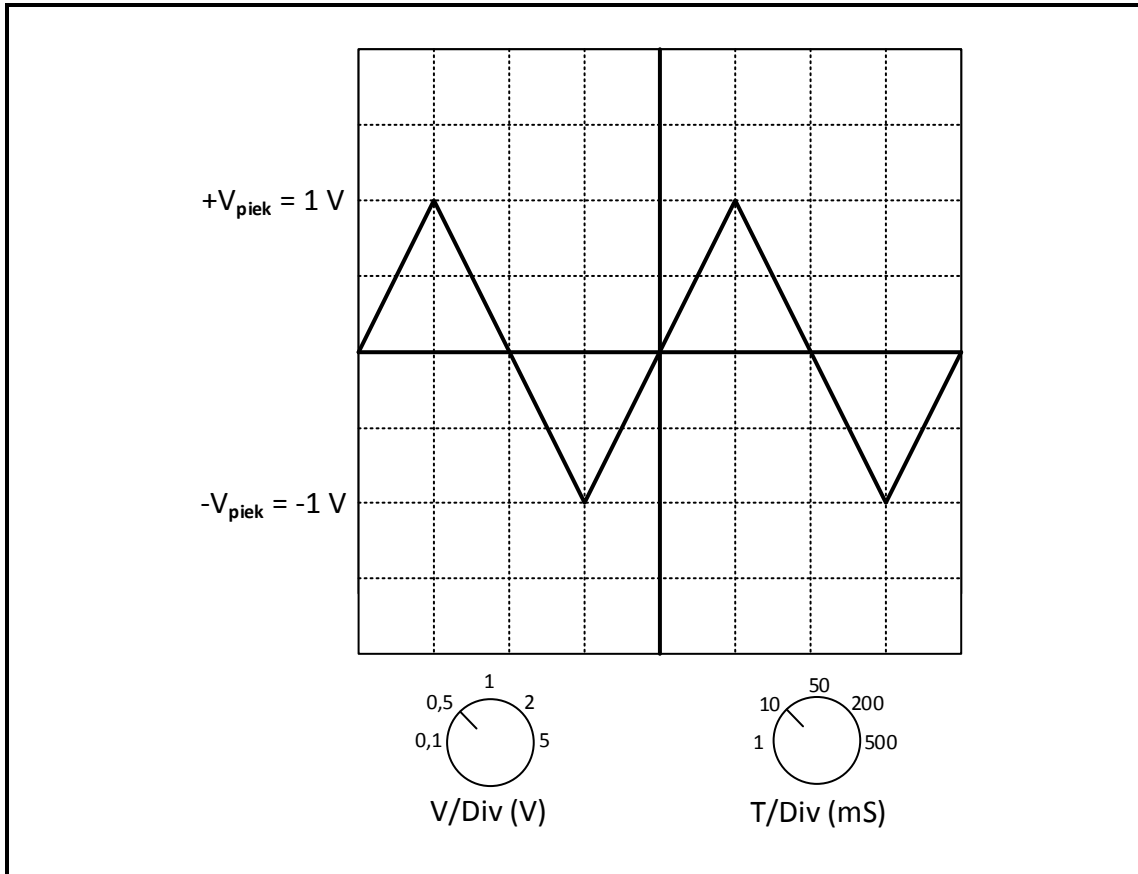 +Vpiek = 1 V
-Vpiek = -1 V
0,1
0,5
1
2
5
V/Div (V)
1
10
50
200
500
T/Div (mS)